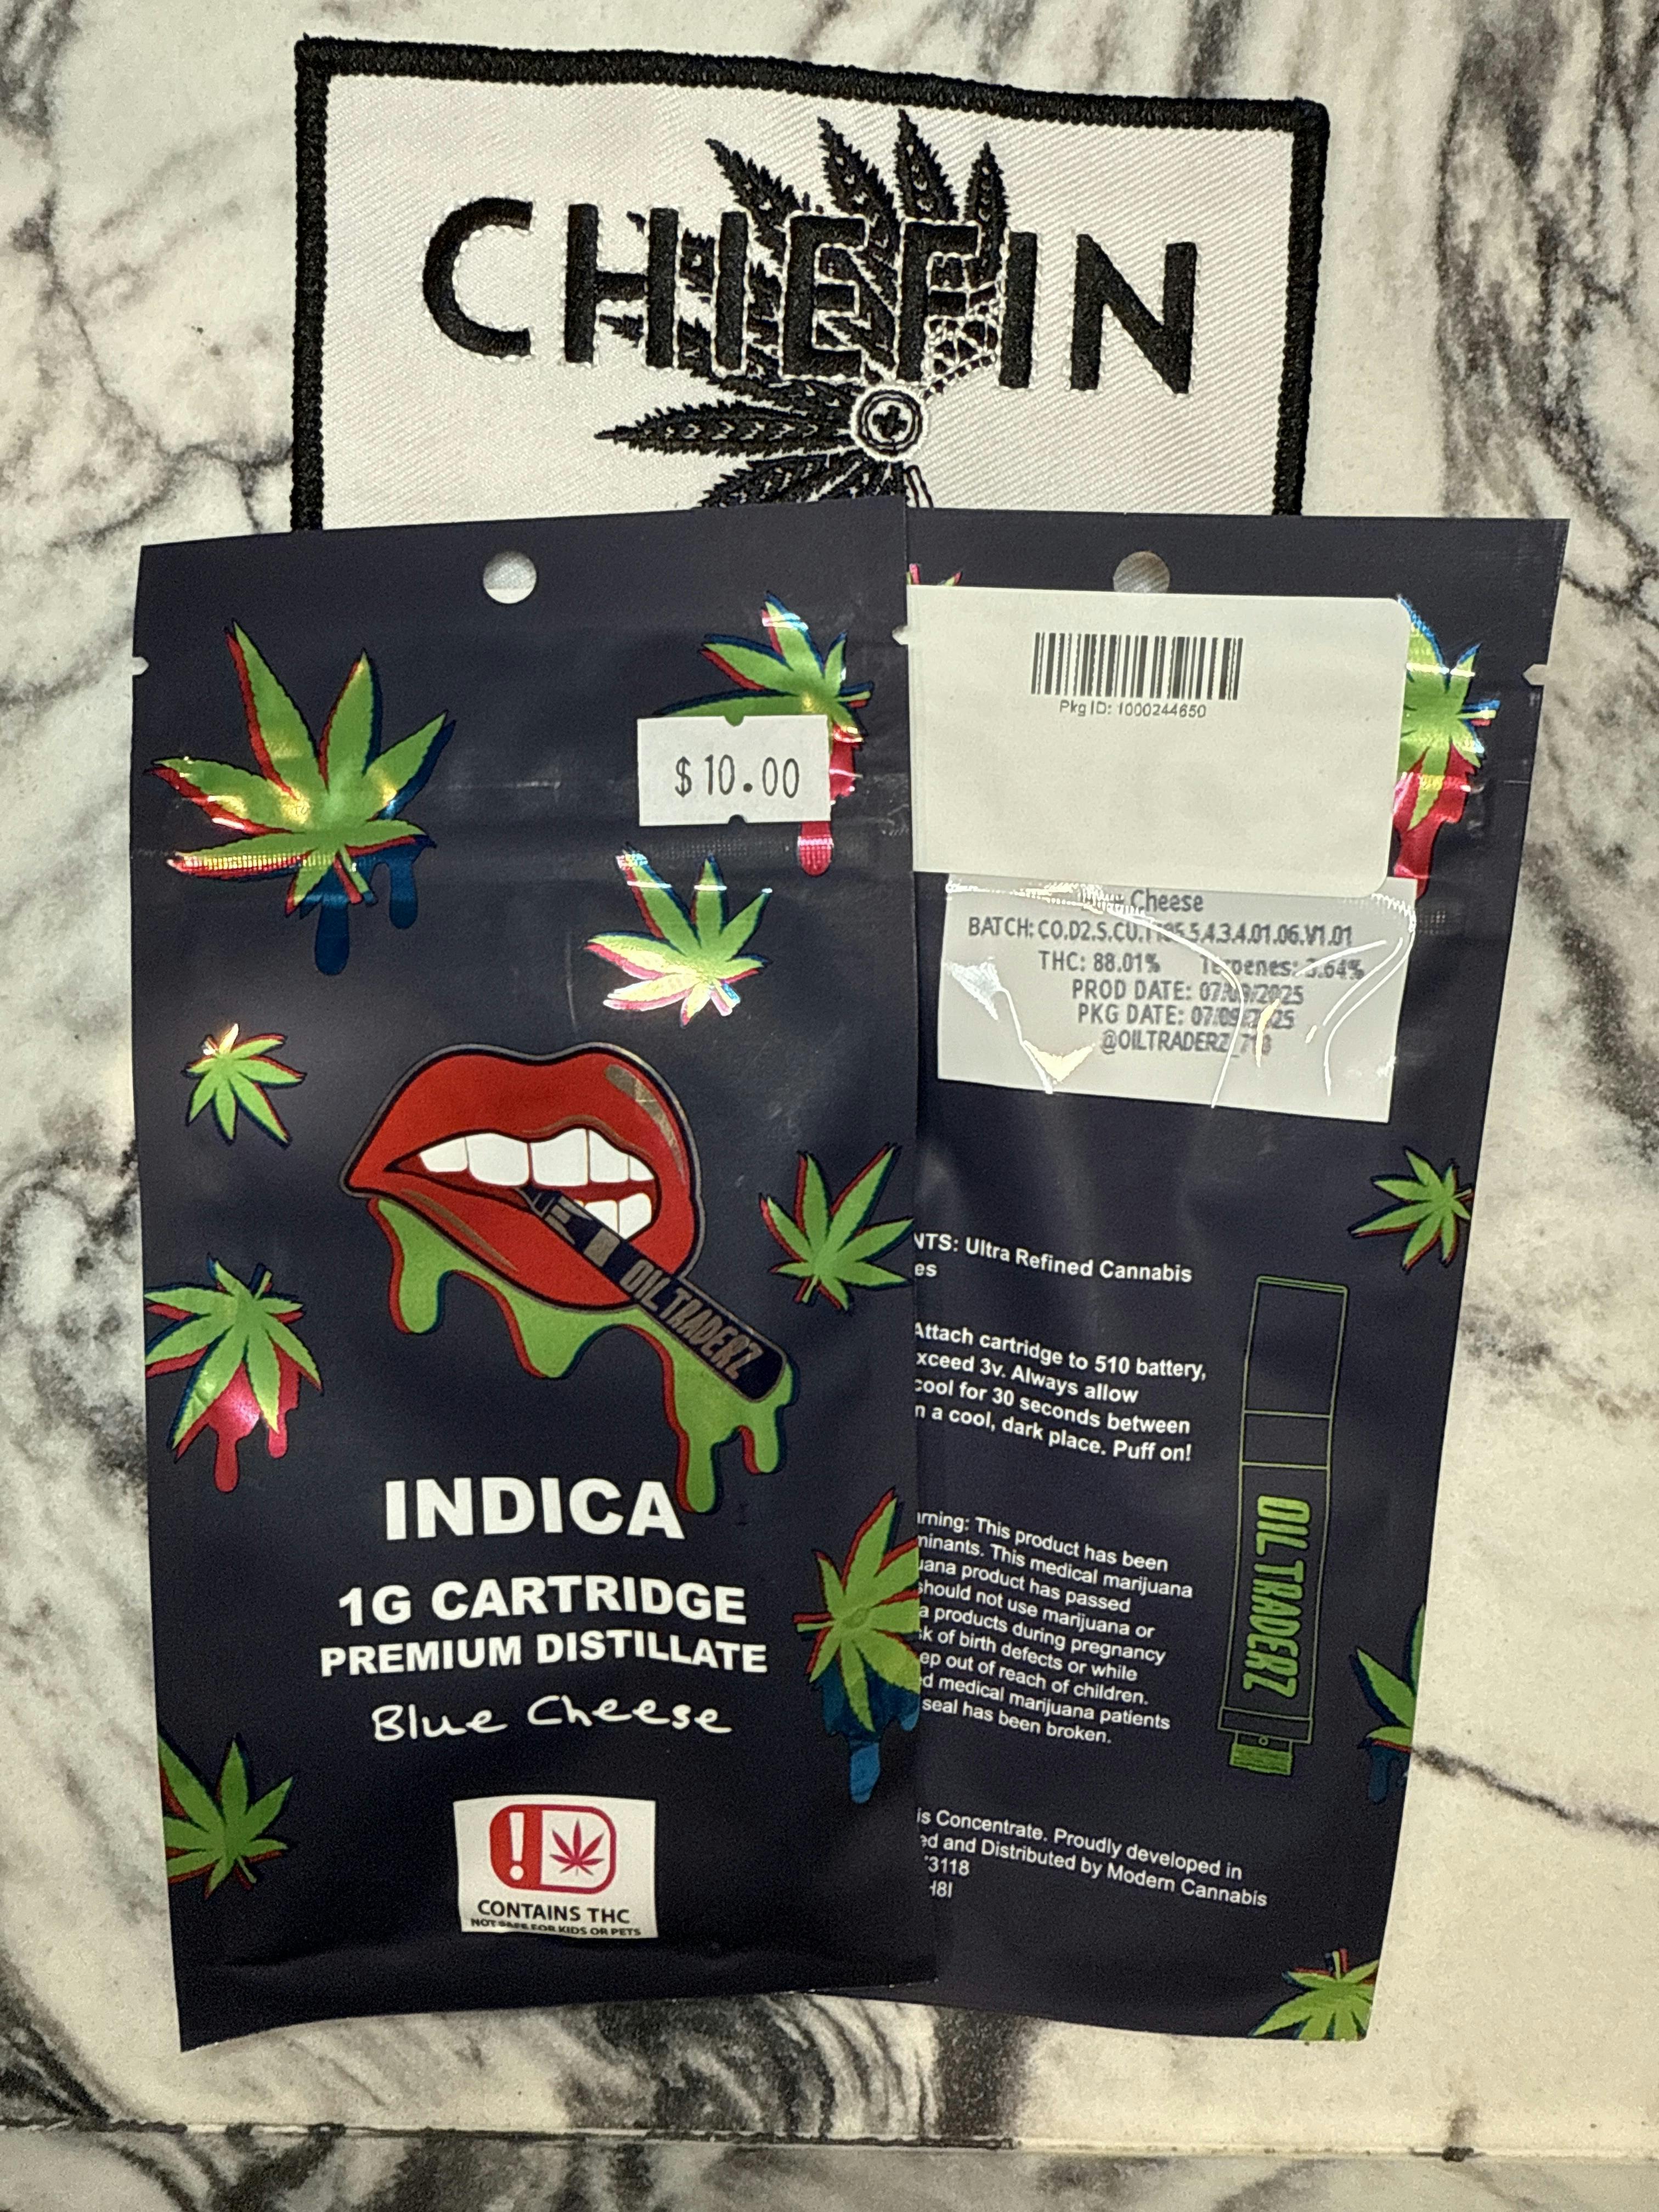 CHIEFIN
$10.00
OIL TRADERZ
INDICA
1G CARTRIDGE
PREMIUM DISTILLATE
Blue Cheese
CONTAINS THC
NOT SAFE FOR KIDS OR PETS
Pkg ID: 1000244650
Cheese
THC: 88.01% Terpenes: 3.64%
PROD DATE:
PKG DATE:
NTS: Ultra Refined Cannabis
es
Attach cartridge to 510 battery,
xceed 3v. Always allow
cool for 30 seconds between
n a cool, dark place. Puff on!
OIL TRADERZ
rning: This product has been
minants. This medical marijuana
uana product has passed
should not use marijuana or
a products during pregnancy
sk of birth defects or while
ep out of reach of children.
d medical marijuana patients
seal has been broken.
is Concentrate. Proudly developed in
ed and Distributed by Modern Cannabis
3118
H8I